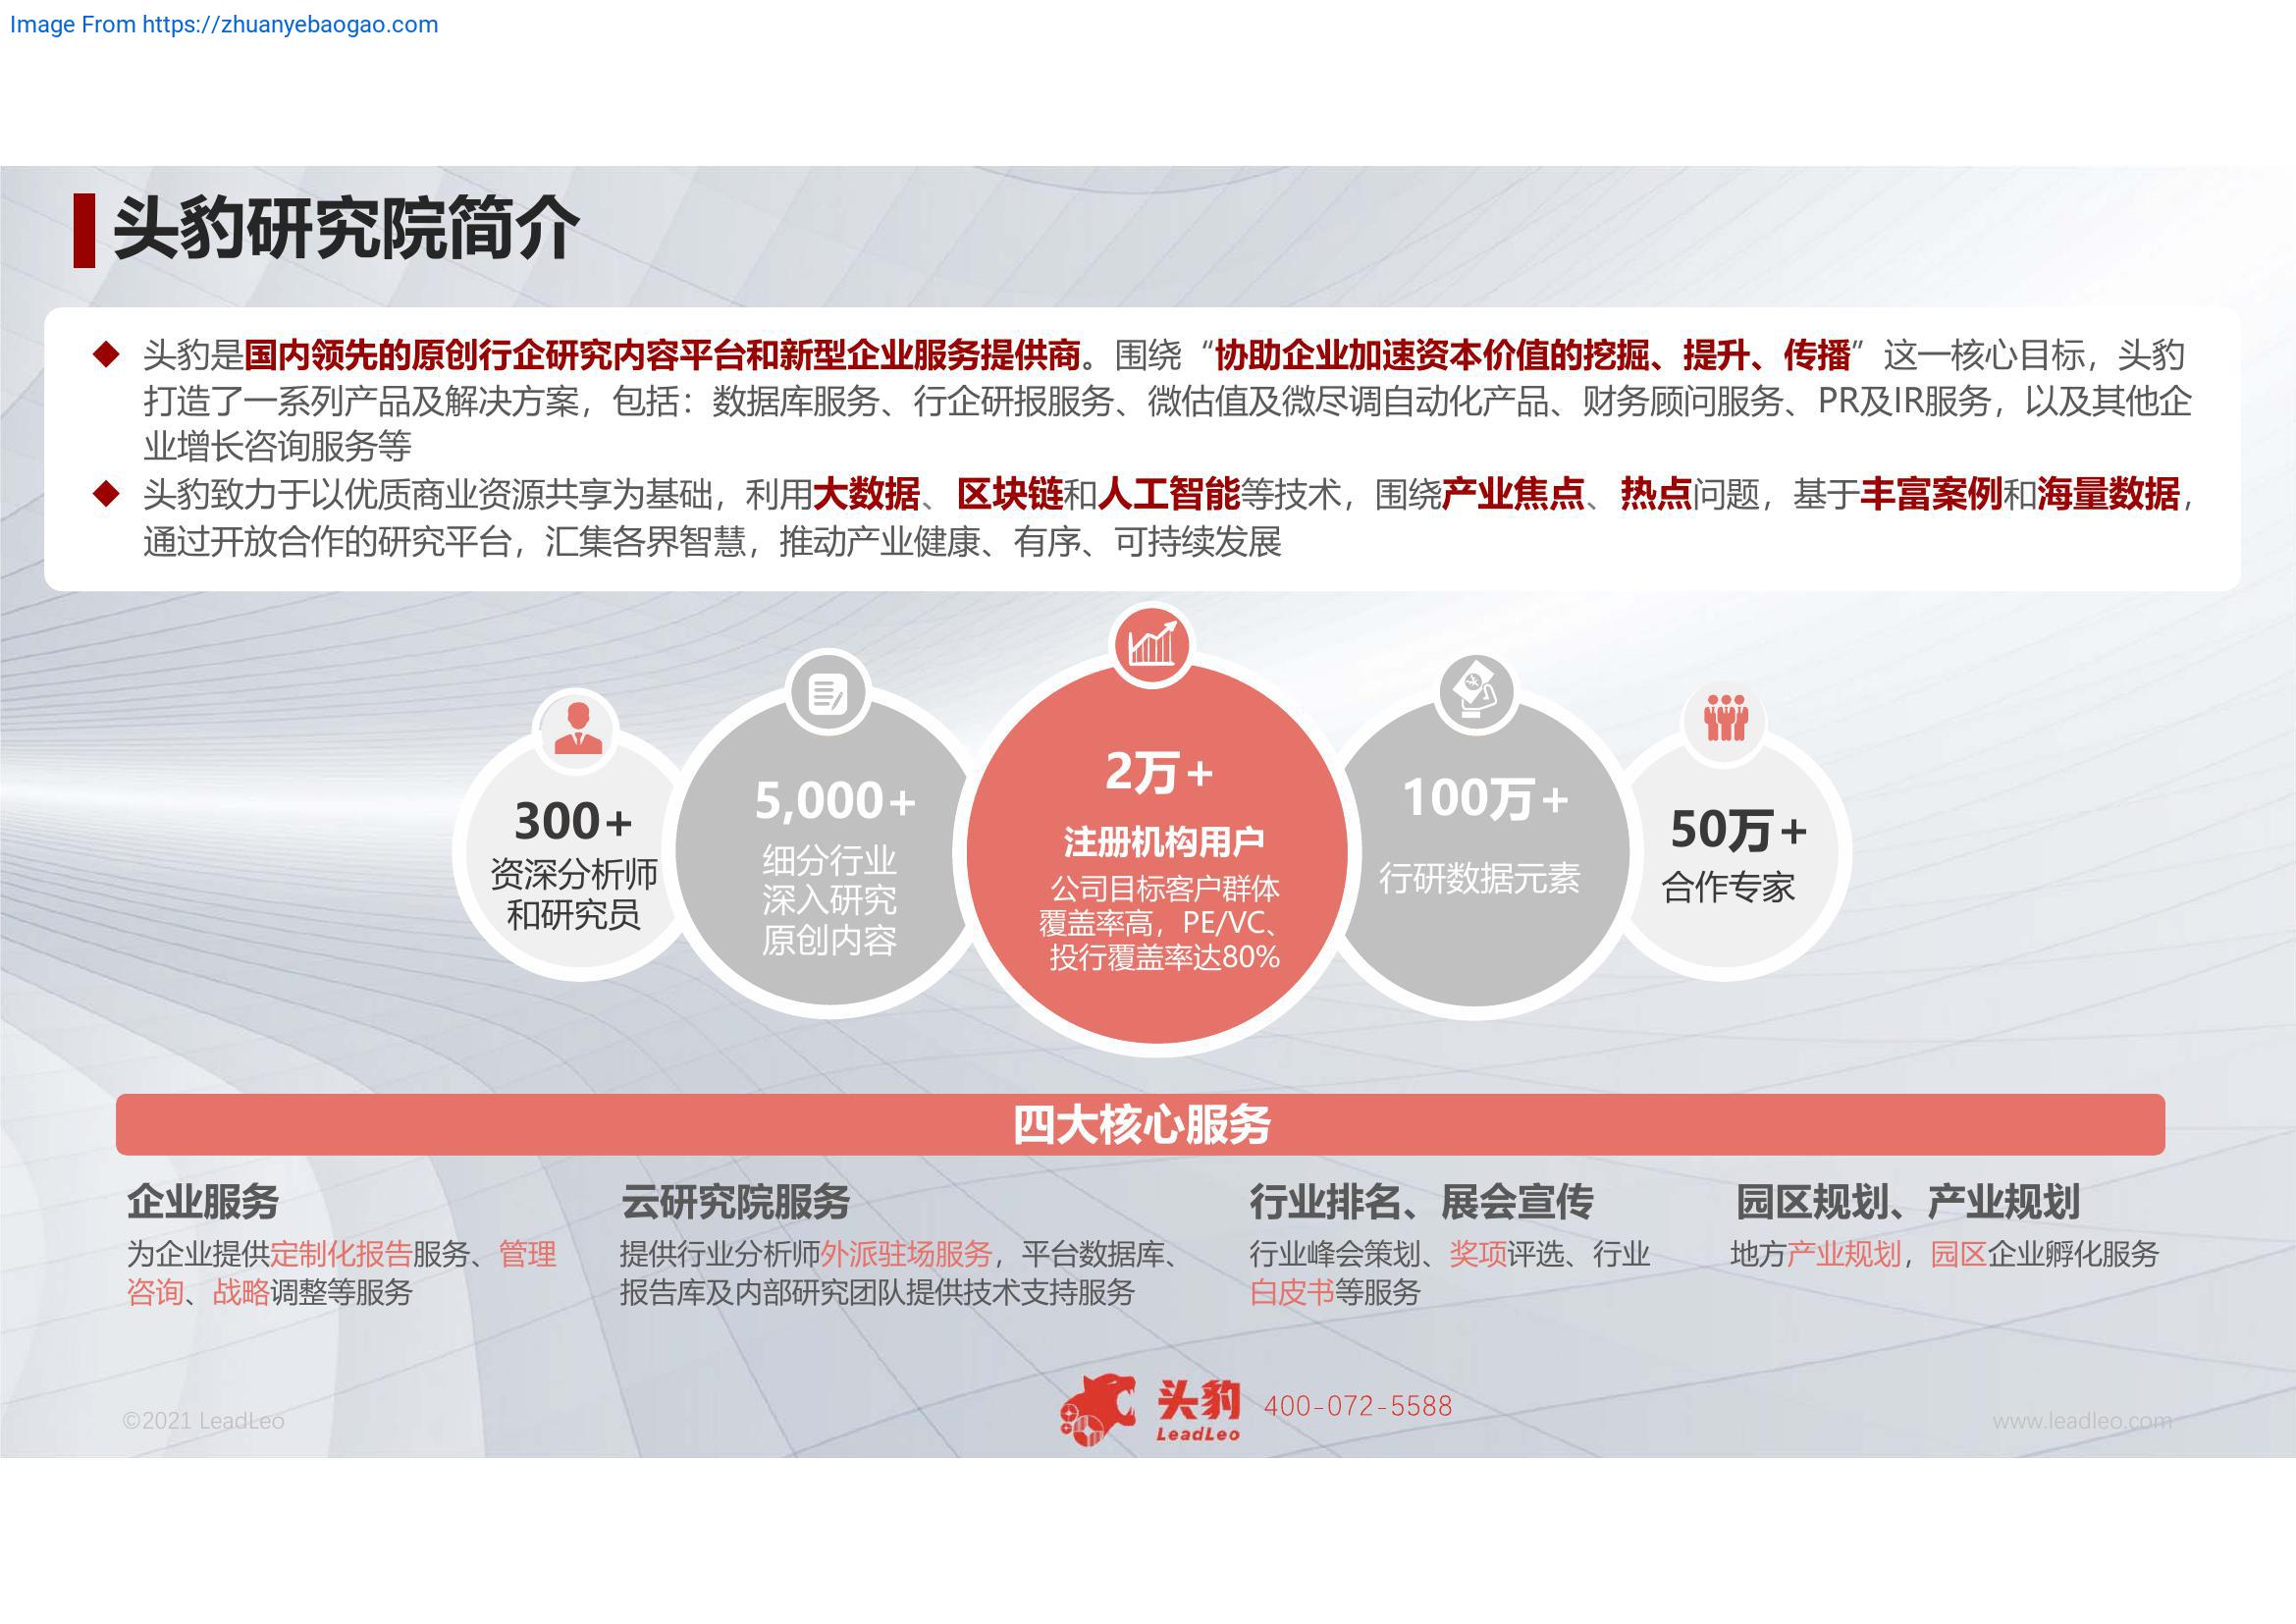 Image From https://zhuanyebaogao.com
头豹研究院简介
◆ 头豹是国内领先的原创行企研究内容平台和新型企业服务提供商。围绕“协助企业加速资本价值的挖掘、提升、传播”这一核心目标，头豹
打造了一系列产品及解决方案，包括：数据库服务、行企研报服务、微估值及微尽调自动化产品、财务顾问服务、PR及IR服务，以及其他企
业增长咨询服务等
◆ 头豹致力于以优质商业资源共享为基础，利用大数据、区块链和人工智能等技术，围绕产业焦点、热点问题，基于丰富案例和海量数据，
通过开放合作的研究平台，汇集各界智慧，推动产业健康、有序、可持续发展
300+
资深分析师
和研究员
5,000+
细分行业
深入研究
原创内容
2万+
注册机构用户
公司目标客户群体
覆盖率高，PE/VC、
投行覆盖率达80%
100万+
行研数据元素
50万+
合作专家
四大核心服务
企业服务
为企业提供定制化报告服务、管理
咨询、战略调整等服务
云研究院服务
提供行业分析师外派驻场服务，平台数据库、
报告库及内部研究团队提供技术支持服务
行业排名、展会宣传
行业峰会策划、奖项评选、行业
白皮书等服务
园区规划、产业规划
地方产业规划，园区企业孵化服务
©2021 LeadLeo
头豹
LeadLeo
400-072-5588
www.leadleo.com